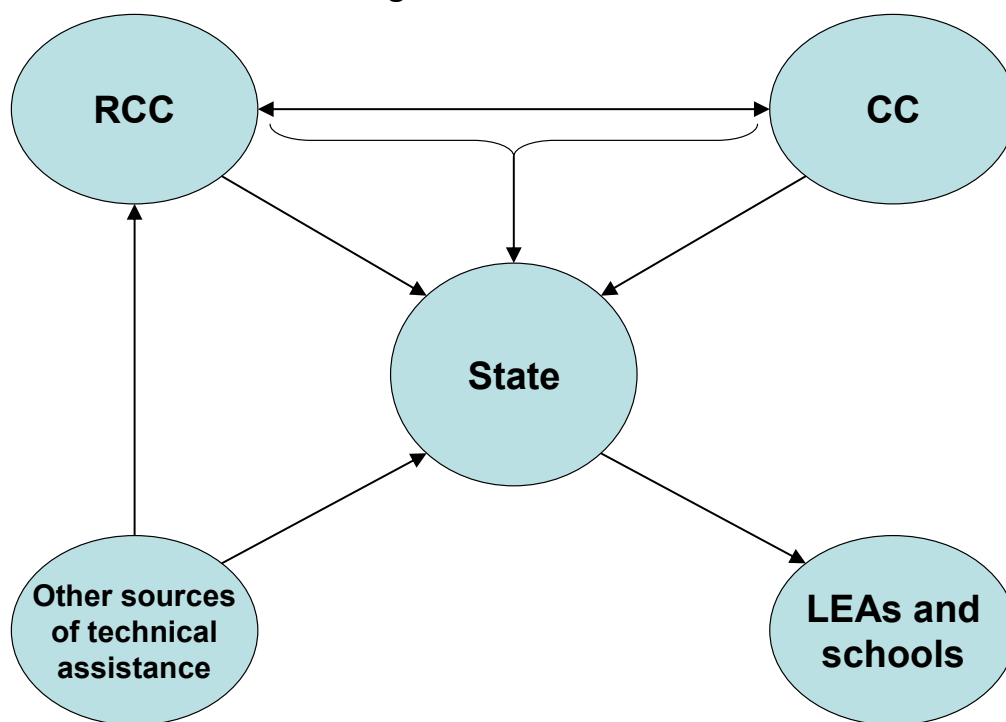 RCC
CC
State
Other sources
of technical
assistance
LEAs and
schools